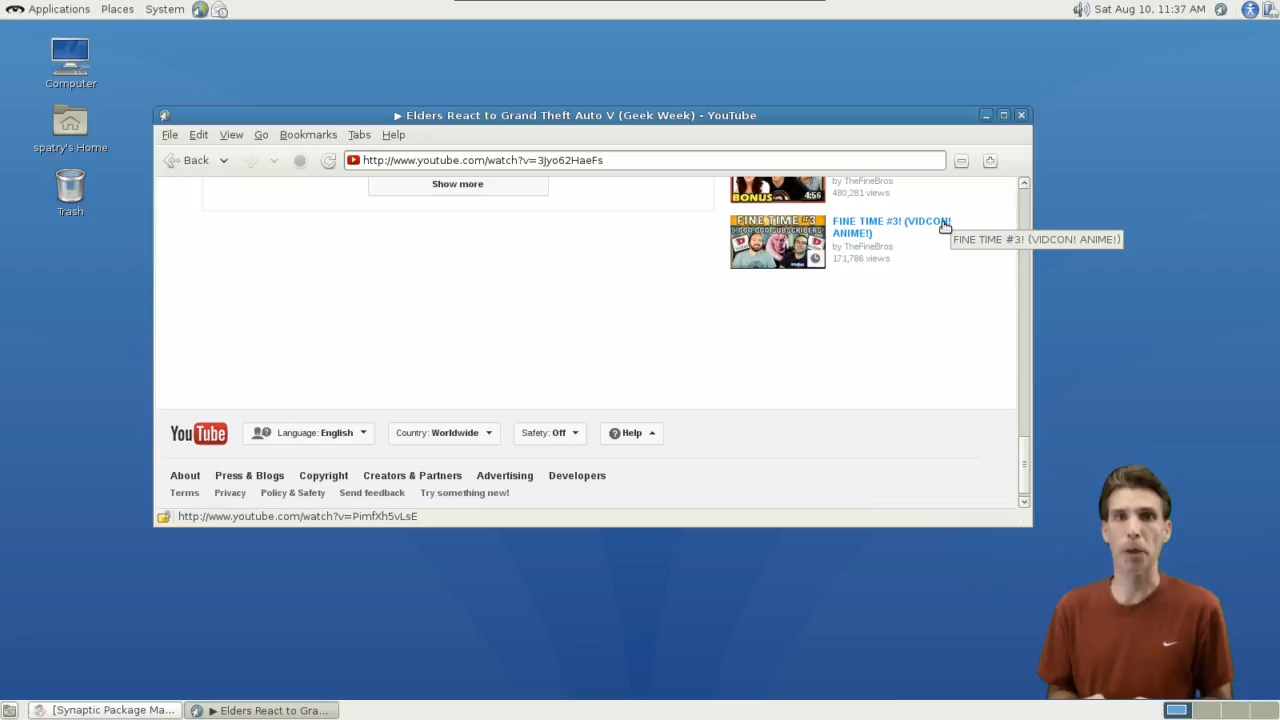 Applications Places System
Sat Aug 10, 11:37 AM
Computer
spatry's Home
Trash
▶ Elders React to Grand Theft Auto V (Geek Week) - YouTube
File Edit View Go Bookmarks Tabs Help
Back
http://www.youtube.com/watch?v=3Jyo62HaeFs
Show more
BONUS
4:56
by TheFineBros
480,281 views
FINE TIME #3
5,000,000 SUBSCRIBERS
FINE TIME #3! (VIDCON!
ANIME!)
by TheFineBros
171,786 views
FINE TIME #3! (VIDCON! ANIME!)
YouTube
Language: English
Country: Worldwide
Safety: Off
Help
About Press & Blogs Copyright Creators & Partners Advertising Developers
Terms Privacy Policy & Safety Send feedback Try something new!
http://www.youtube.com/watch?v=PimfXh5vLsE
[Synaptic Package Ma...
▶ Elders React to Gra...